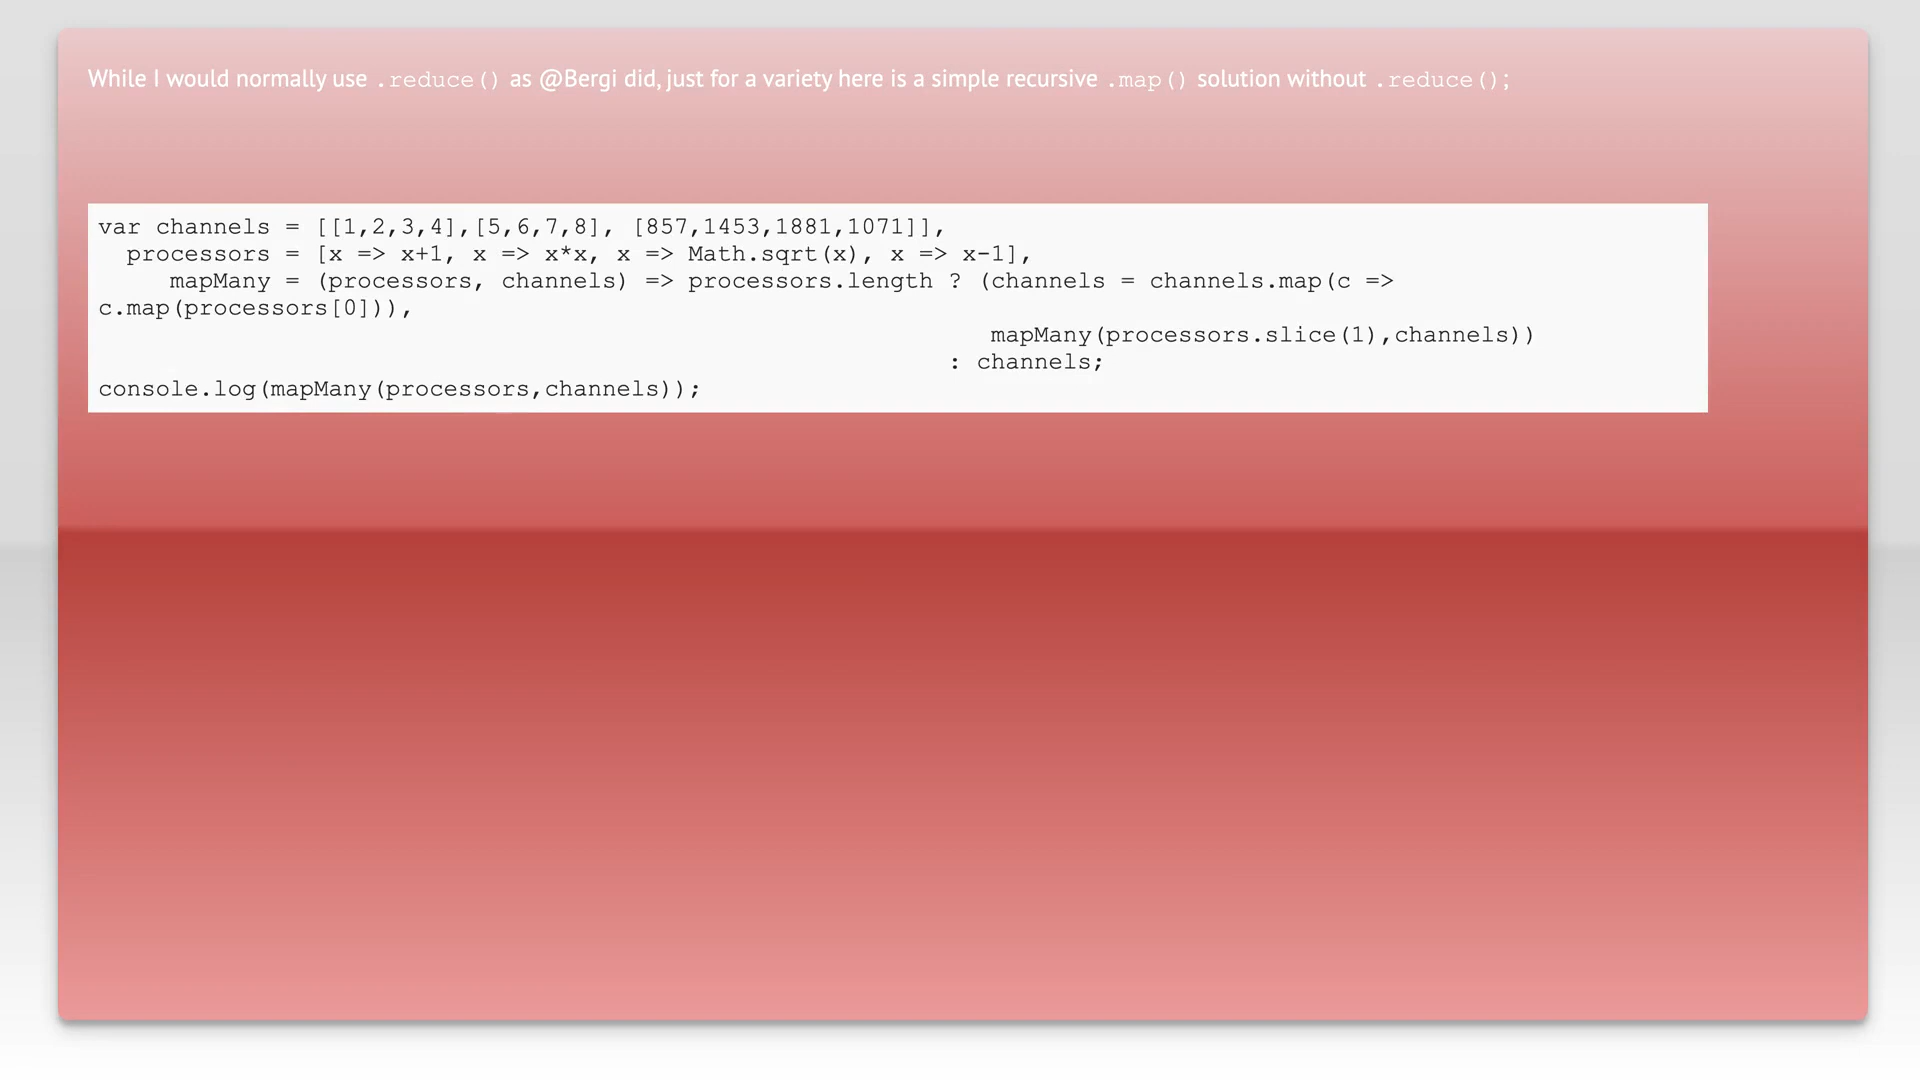 While I would normally use .reduce() as @Bergi did, just for a variety here is a simple recursive .map() solution without .reduce();
var channels = [[1,2,3,4],[5,6,7,8], [857,1453,1881,1071]],
  processors = [x => x+1, x => x*x, x => Math.sqrt(x), x => x-1],
     mapMany = (processors, channels) => processors.length ? (channels = channels.map(c =>
c.map(processors[0])),
                                                              mapMany(processors.slice(1),channels))
                                                           : channels;
console.log(mapMany(processors,channels));